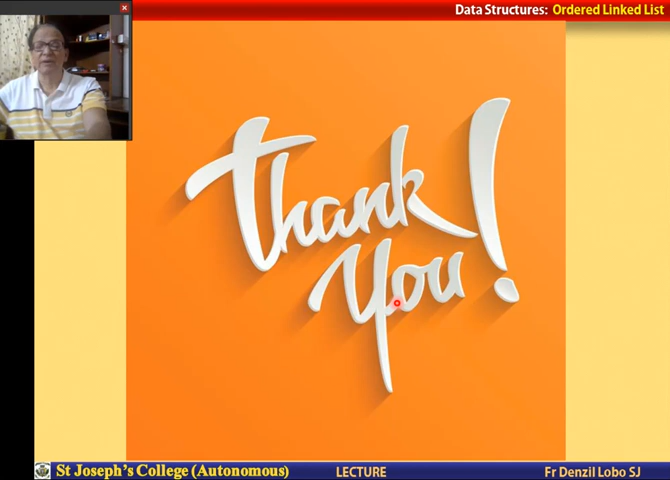 Data Structures: Ordered Linked List
Thank
You!
St Joseph's College (Autonomous) LECTURE Fr Denzil Lobo SJ